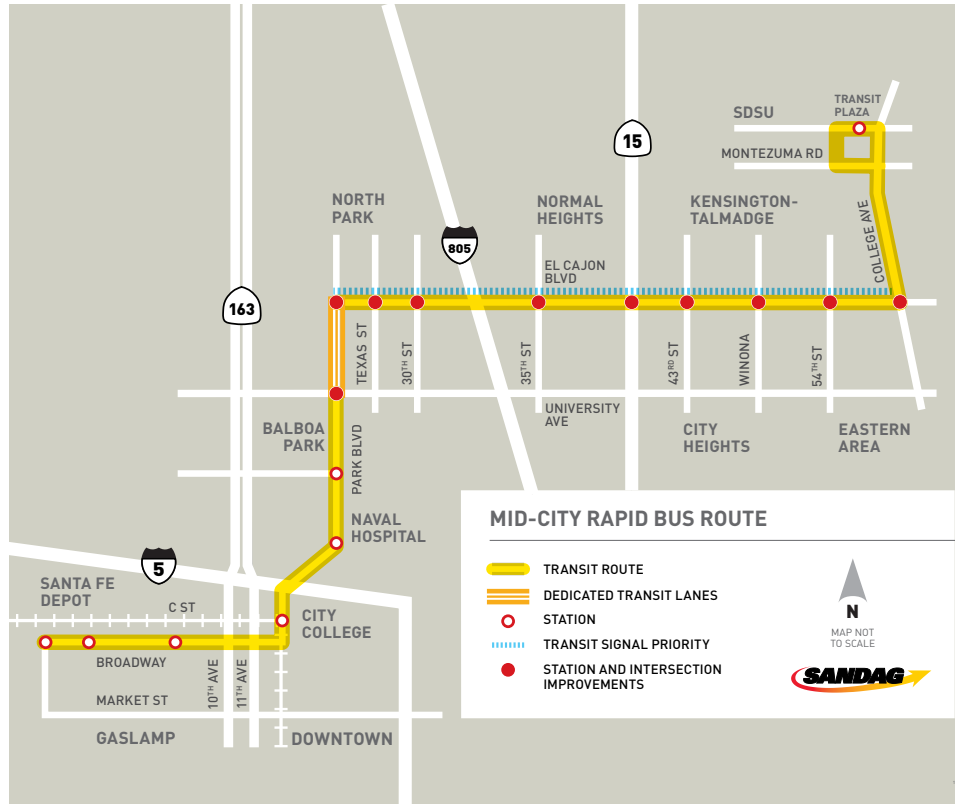 TRANSIT
PLAZA
SDSU
MONTEZUMA RD
15
NORTH
PARK
NORMAL
HEIGHTS
KENSINGTON-
TALMADGE
COLLEGE AVE
805
EL CAJON
BLVD
163
TEXAS ST
30TH ST
35TH ST
43RD ST
WINONA
54TH ST
UNIVERSITY
AVE
BALBOA
PARK
PARK BLVD
CITY
HEIGHTS
EASTERN
AREA
NAVAL
HOSPITAL
5
SANTA FE
DEPOT
C ST
CITY
COLLEGE
BROADWAY
10TH AVE
11TH AVE
MARKET ST
GASLAMP
DOWNTOWN
MID-CITY RAPID BUS ROUTE
TRANSIT ROUTE
DEDICATED TRANSIT LANES
STATION
TRANSIT SIGNAL PRIORITY
STATION AND INTERSECTION
IMPROVEMENTS
N
MAP NOT
TO SCALE
SANDAG